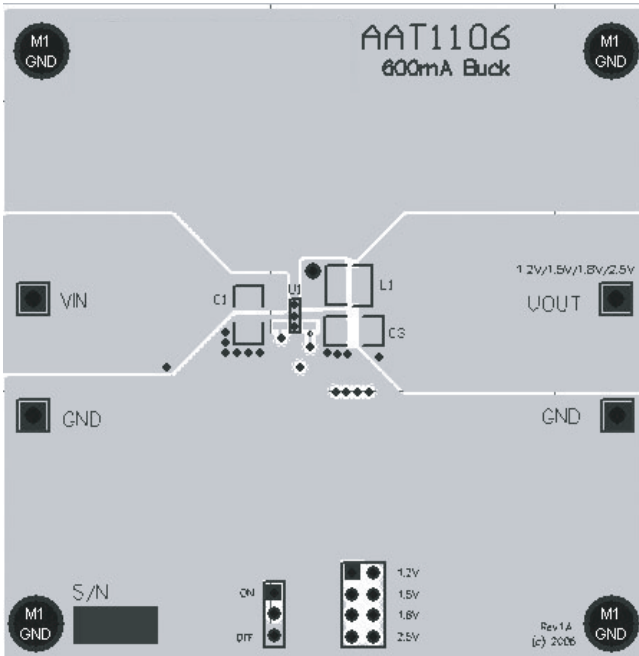 M1
GND
AAT1106
600mA Buck
M1
GND
1.2V/1.5V/1.8V/2.5V
VIN
C1
U1
L1
VOUT
C3
GND
GND
S/N
ON
OFF
1.2V
1.5V
1.8V
2.5V
M1
GND
Rev1A
(c) 2006
M1
GND